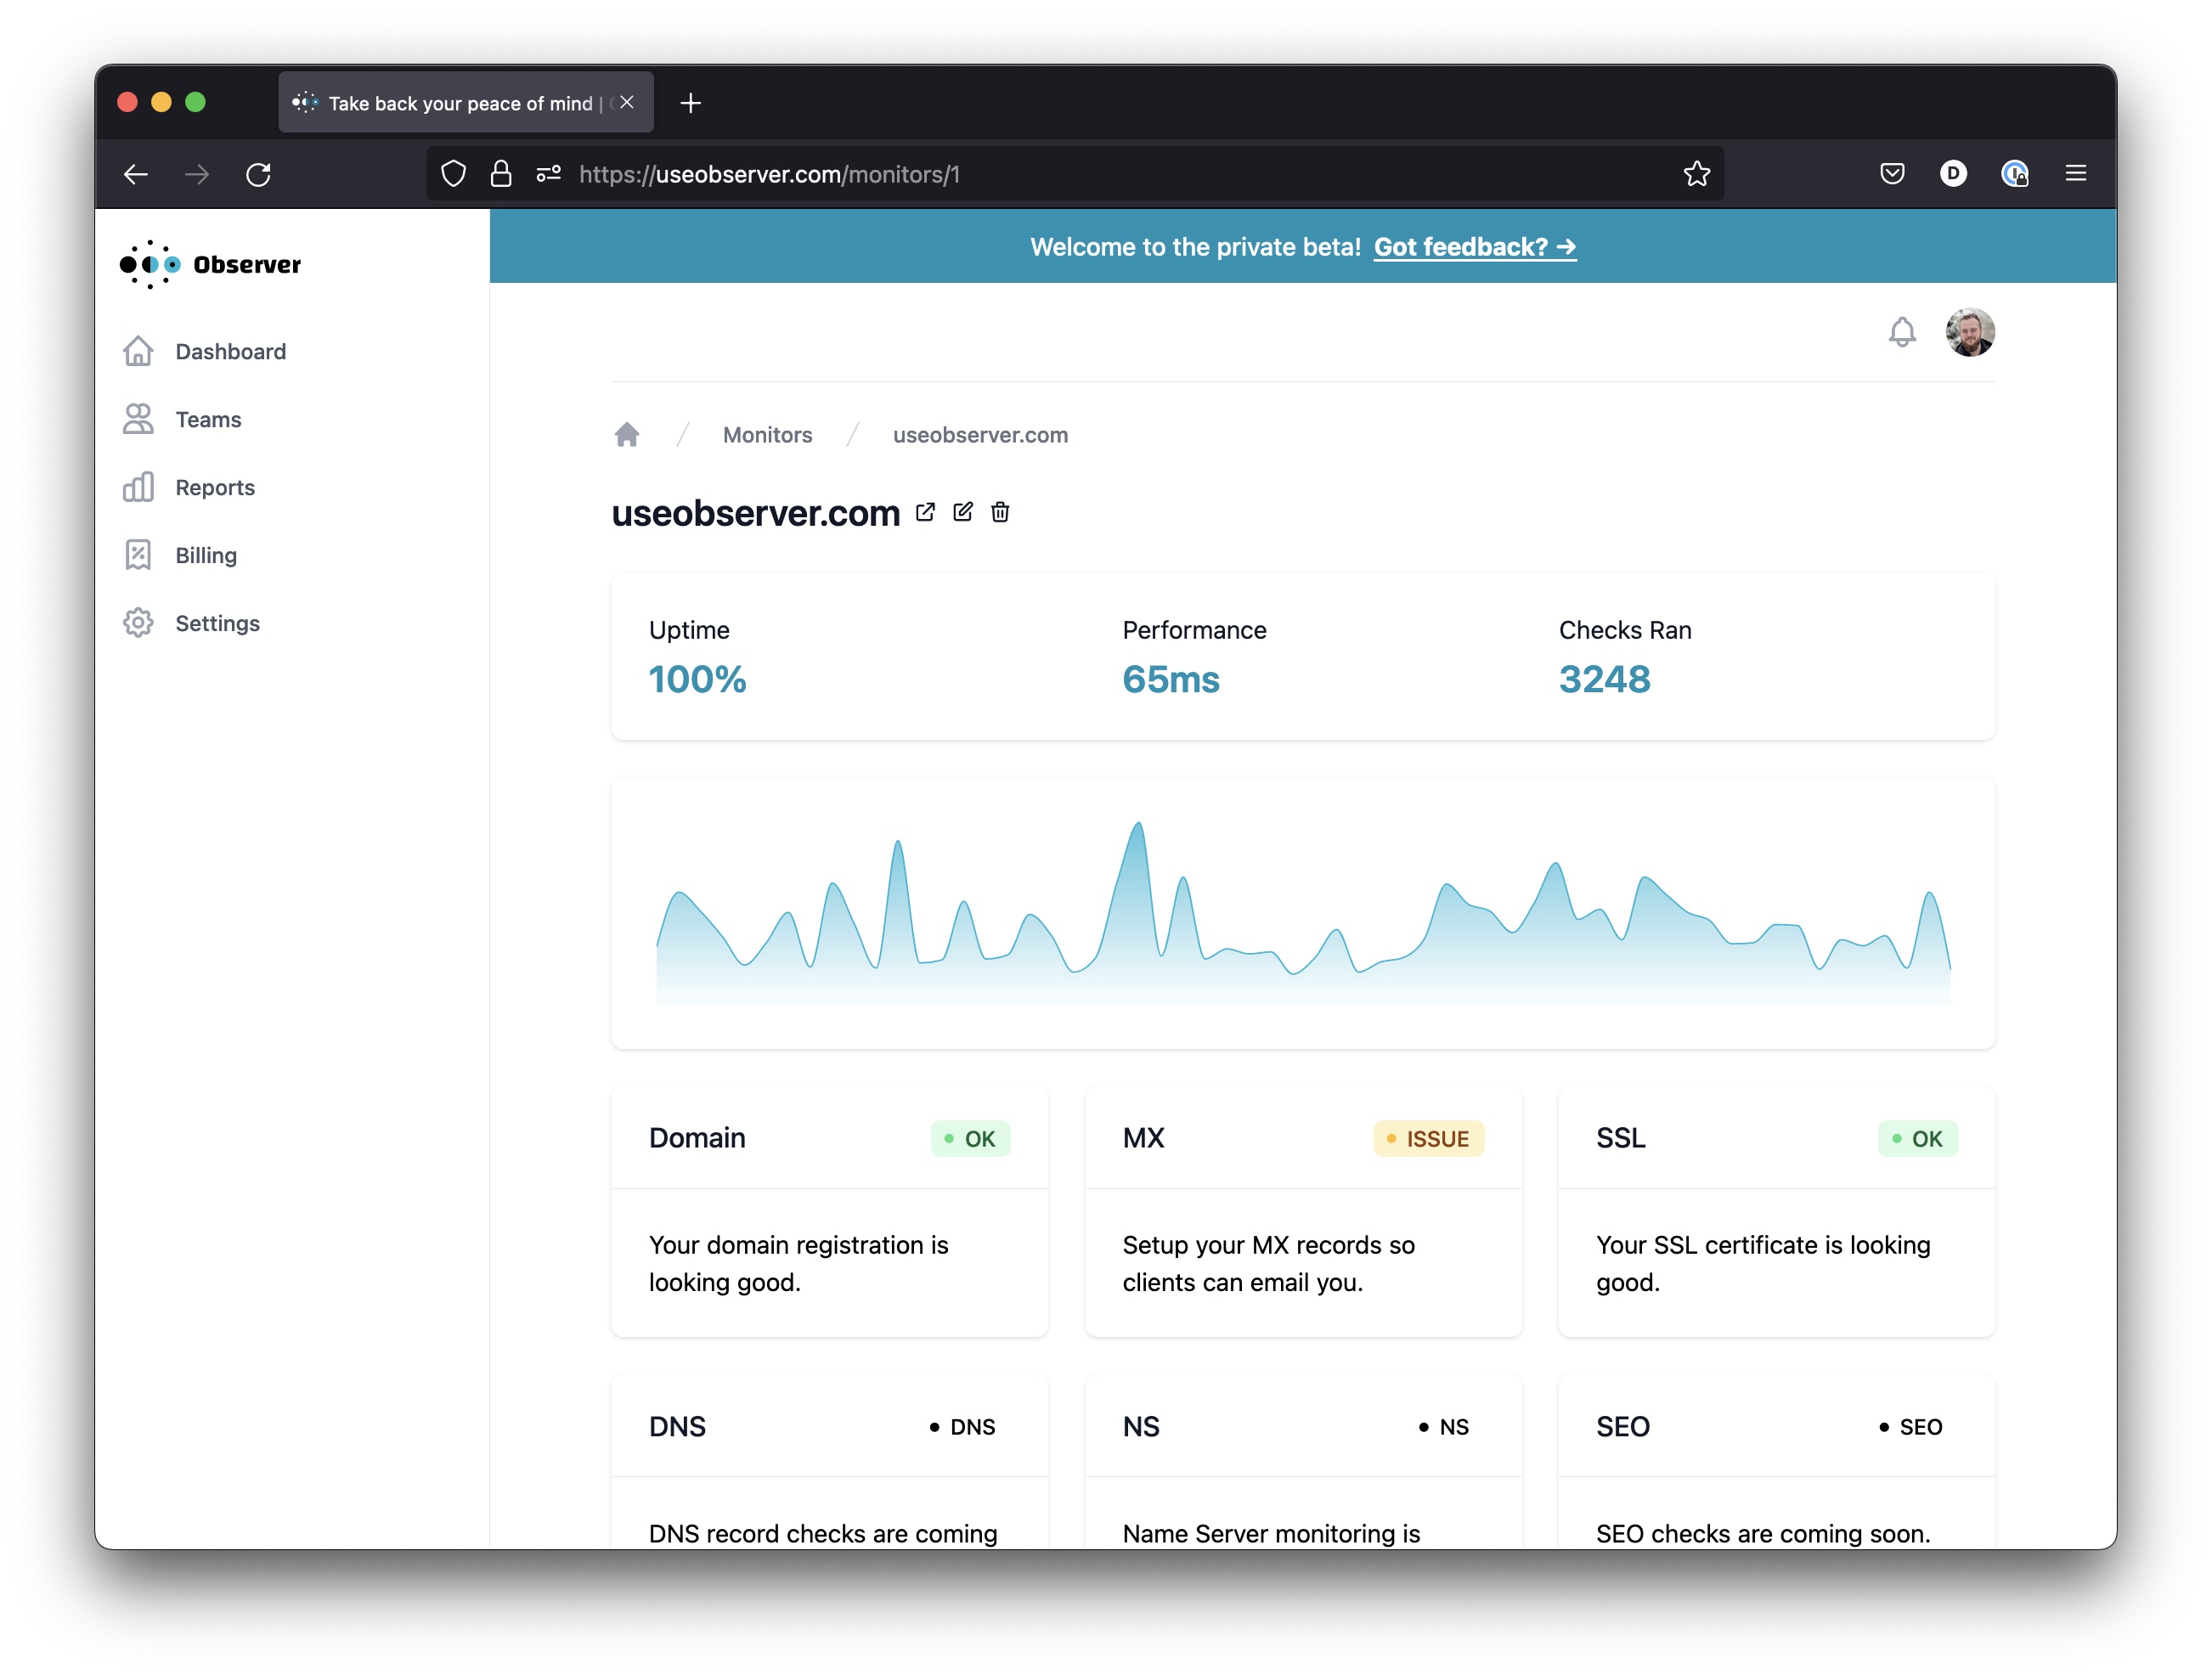 Take back your peace of mind |
https://useobserver.com/monitors/1
D
Observer
Welcome to the private beta! Got feedback? →
Dashboard
Teams
Reports
Billing
Settings
Monitors / useobserver.com
useobserver.com
Uptime
100%
Performance
65ms
Checks Ran
3248
Domain
OK
Your domain registration is
looking good.
MX
ISSUE
Setup your MX records so
clients can email you.
SSL
OK
Your SSL certificate is looking
good.
DNS
DNS
DNS record checks are coming
NS
NS
Name Server monitoring is
SEO
SEO
SEO checks are coming soon.